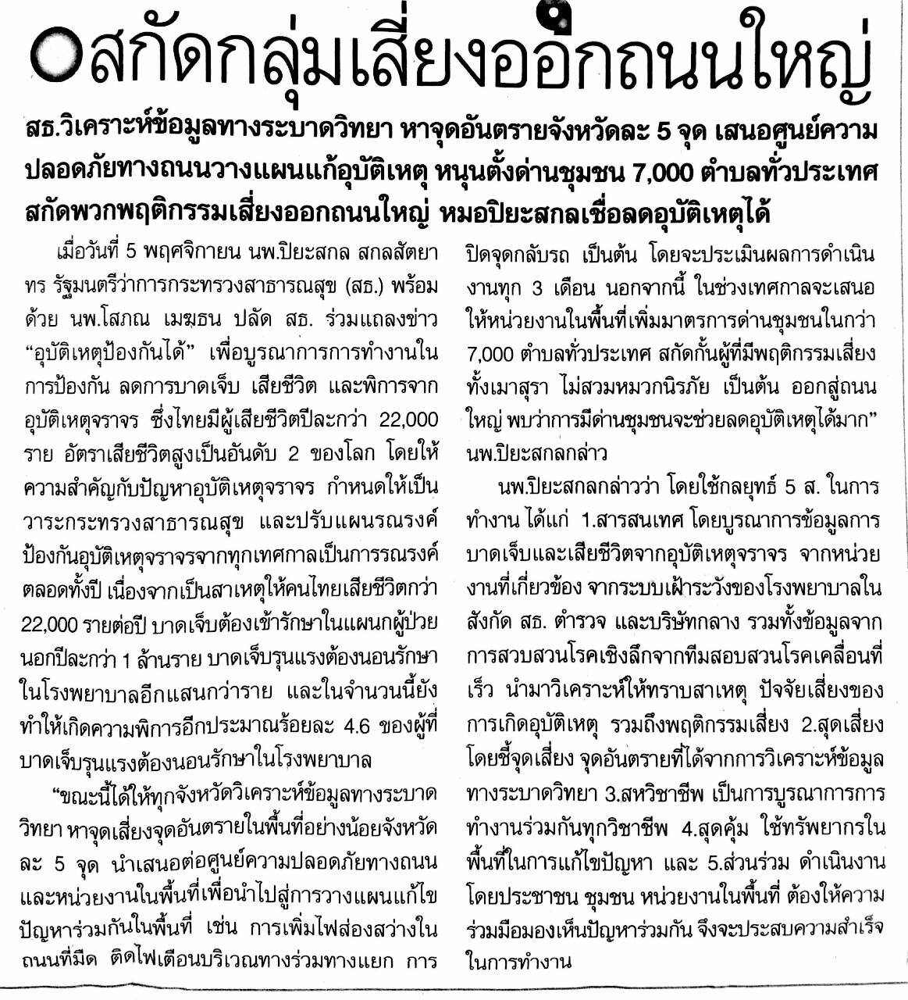 สกัดกลุ่มเสี่ยงออกถนนใหญ่
สธ.วิเคราะห์ข้อมูลทางระบาดวิทยา หาจุดอันตรายจังหวัดละ 5 จุด เสนอศูนย์ความ
ปลอดภัยทางถนนวางแผนแก้อุบัติเหตุ หนุนตั้งด่านชุมชน 7,000 ตำบลทั่วประเทศ
สกัดพวกพฤติกรรมเสี่ยงออกถนนใหญ่ หมอปิยะสกลเชื่อลดอุบัติเหตุได้
เมื่อวันที่ 5 พฤศจิกายน นพ.ปิยะสกล สกลสัตยา
ทร รัฐมนตรีว่าการกระทรวงสาธารณสุข (สธ.) พร้อม
ด้วย นพ.โสภณ เมฆธน ปลัด สธ. ร่วมแถลงข่าว
“อุบัติเหตุป้องกันได้” เพื่อบูรณาการการทำงานใน
การป้องกัน ลดการบาดเจ็บ เสียชีวิต และพิการจาก
อุบัติเหตุจราจร ซึ่งไทยมีผู้เสียชีวิตปีละกว่า 22,000
ราย อัตราเสียชีวิตสูงเป็นอันดับ 2 ของโลก โดยให้
ความสำคัญกับปัญหาอุบัติเหตุจราจร กำหนดให้เป็น
วาระกระทรวงสาธารณสุข และปรับแผนรณรงค์
ป้องกันอุบัติเหตุจราจรจากทุกเทศกาลเป็นการรณรงค์
ตลอดทั้งปี เนื่องจากเป็นสาเหตุให้คนไทยเสียชีวิตกว่า
22,000 รายต่อปี บาดเจ็บต้องเข้ารักษาในแผนกผู้ป่วย
นอกปีละกว่า 1 ล้านราย บาดเจ็บรุนแรงต้องนอนรักษา
ในโรงพยาบาลอีกแสนกว่าราย และในจำนวนนี้ยัง
ทำให้เกิดความพิการอีกประมาณร้อยละ 4.6 ของผู้ที่
บาดเจ็บรุนแรงต้องนอนรักษาในโรงพยาบาล
“ขณะนี้ได้ให้ทุกจังหวัดวิเคราะห์ข้อมูลทางระบาด
วิทยา หาจุดเสี่ยงจุดอันตรายในพื้นที่อย่างน้อยจังหวัด
ละ 5 จุด นำเสนอต่อศูนย์ความปลอดภัยทางถนน
และหน่วยงานในพื้นที่เพื่อนำไปสู่การวางแผนแก้ไข
ปัญหาร่วมกันในพื้นที่ เช่น การเพิ่มไฟส่องสว่างใน
ถนนที่มืด ติดไฟเตือนบริเวณทางร่วมทางแยก การ
ปิดจุดกลับรถ เป็นต้น โดยจะประเมินผลการดำเนิน
งานทุก 3 เดือน นอกจากนี้ ในช่วงเทศกาลจะเสนอ
ให้หน่วยงานในพื้นที่เพิ่มมาตรการด่านชุมชนในกว่า
7,000 ตำบลทั่วประเทศ สกัดกั้นผู้ที่มีพฤติกรรมเสี่ยง
ทั้งเมาสุรา ไม่สวมหมวกนิรภัย เป็นต้น ออกสู่ถนน
ใหญ่ พบว่าการมีด่านชุมชนจะช่วยลดอุบัติเหตุได้มาก”
นพ.ปิยะสกลกล่าว
นพ.ปิยะสกลกล่าวว่า โดยใช้กลยุทธ์ 5 ส. ในการ
ทำงาน ได้แก่ 1.สารสนเทศ โดยบูรณาการข้อมูลการ
บาดเจ็บและเสียชีวิตจากอุบัติเหตุจราจร จากหน่วย
งานที่เกี่ยวข้อง จากระบบเฝ้าระวังของโรงพยาบาลใน
สังกัด สธ. ตำรวจ และบริษัทกลาง รวมทั้งข้อมูลจาก
การสวบสวนโรคเชิงลึกจากทีมสอบสวนโรคเคลื่อนที่
เร็ว นำมาวิเคราะห์ให้ทราบสาเหตุ ปัจจัยเสี่ยงของ
การเกิดอุบัติเหตุ รวมถึงพฤติกรรมเสี่ยง 2.สุดเสี่ยง
โดยชี้จุดเสี่ยง จุดอันตรายที่ได้จากการวิเคราะห์ข้อมูล
ทางระบาดวิทยา 3.สหวิชาชีพ เป็นการบูรณาการการ
ทำงานร่วมกันทุกวิชาชีพ 4.สุดคุ้ม ใช้ทรัพยากรใน
พื้นที่ในการแก้ไขปัญหา และ 5.ส่วนร่วม ดำเนินงาน
โดยประชาชน ชุมชน หน่วยงานในพื้นที่ ต้องให้ความ
ร่วมมือมองเห็นปัญหาร่วมกัน จึงจะประสบความสำเร็จ
ในการทำงาน